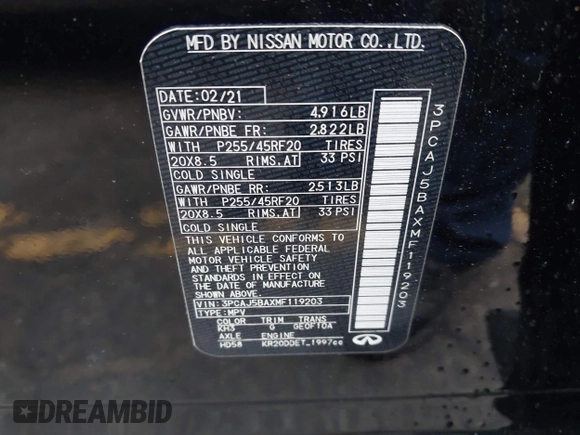 MFD BY NISSAN MOTOR CO.,LTD.
DATE:02/21
GVWR/PNBV: 4,916LB
GAWR/PNBE FR: 2,822LB
WITH P255/45RF20 TIRES
20X8.5 RIMS.AT 33 PSI
COLD SINGLE
GAWR/PNBE RR: 2,513LB
WITH P255/45RF20 TIRES
20X8.5 RIMS.AT 33 PSI
COLD SINGLE
THIS VEHICLE CONFORMS TO
ALL APPLICABLE FEDERAL
MOTOR VEHICLE SAFETY
AND THEFT PREVENTION
STANDARDS IN EFFECT ON
THE DATE OF MANUFACTURE
SHOWN ABOVE.
VIN:3PCAJ5BAXMF119203
TYPE:MPV
COLOR TRIM TRANS
KH3 G GE0FT0A
AXLE ENGINE
HD58 KR20DDET_1997cc
3PCAJ5BAXMF119203
DREAMBID